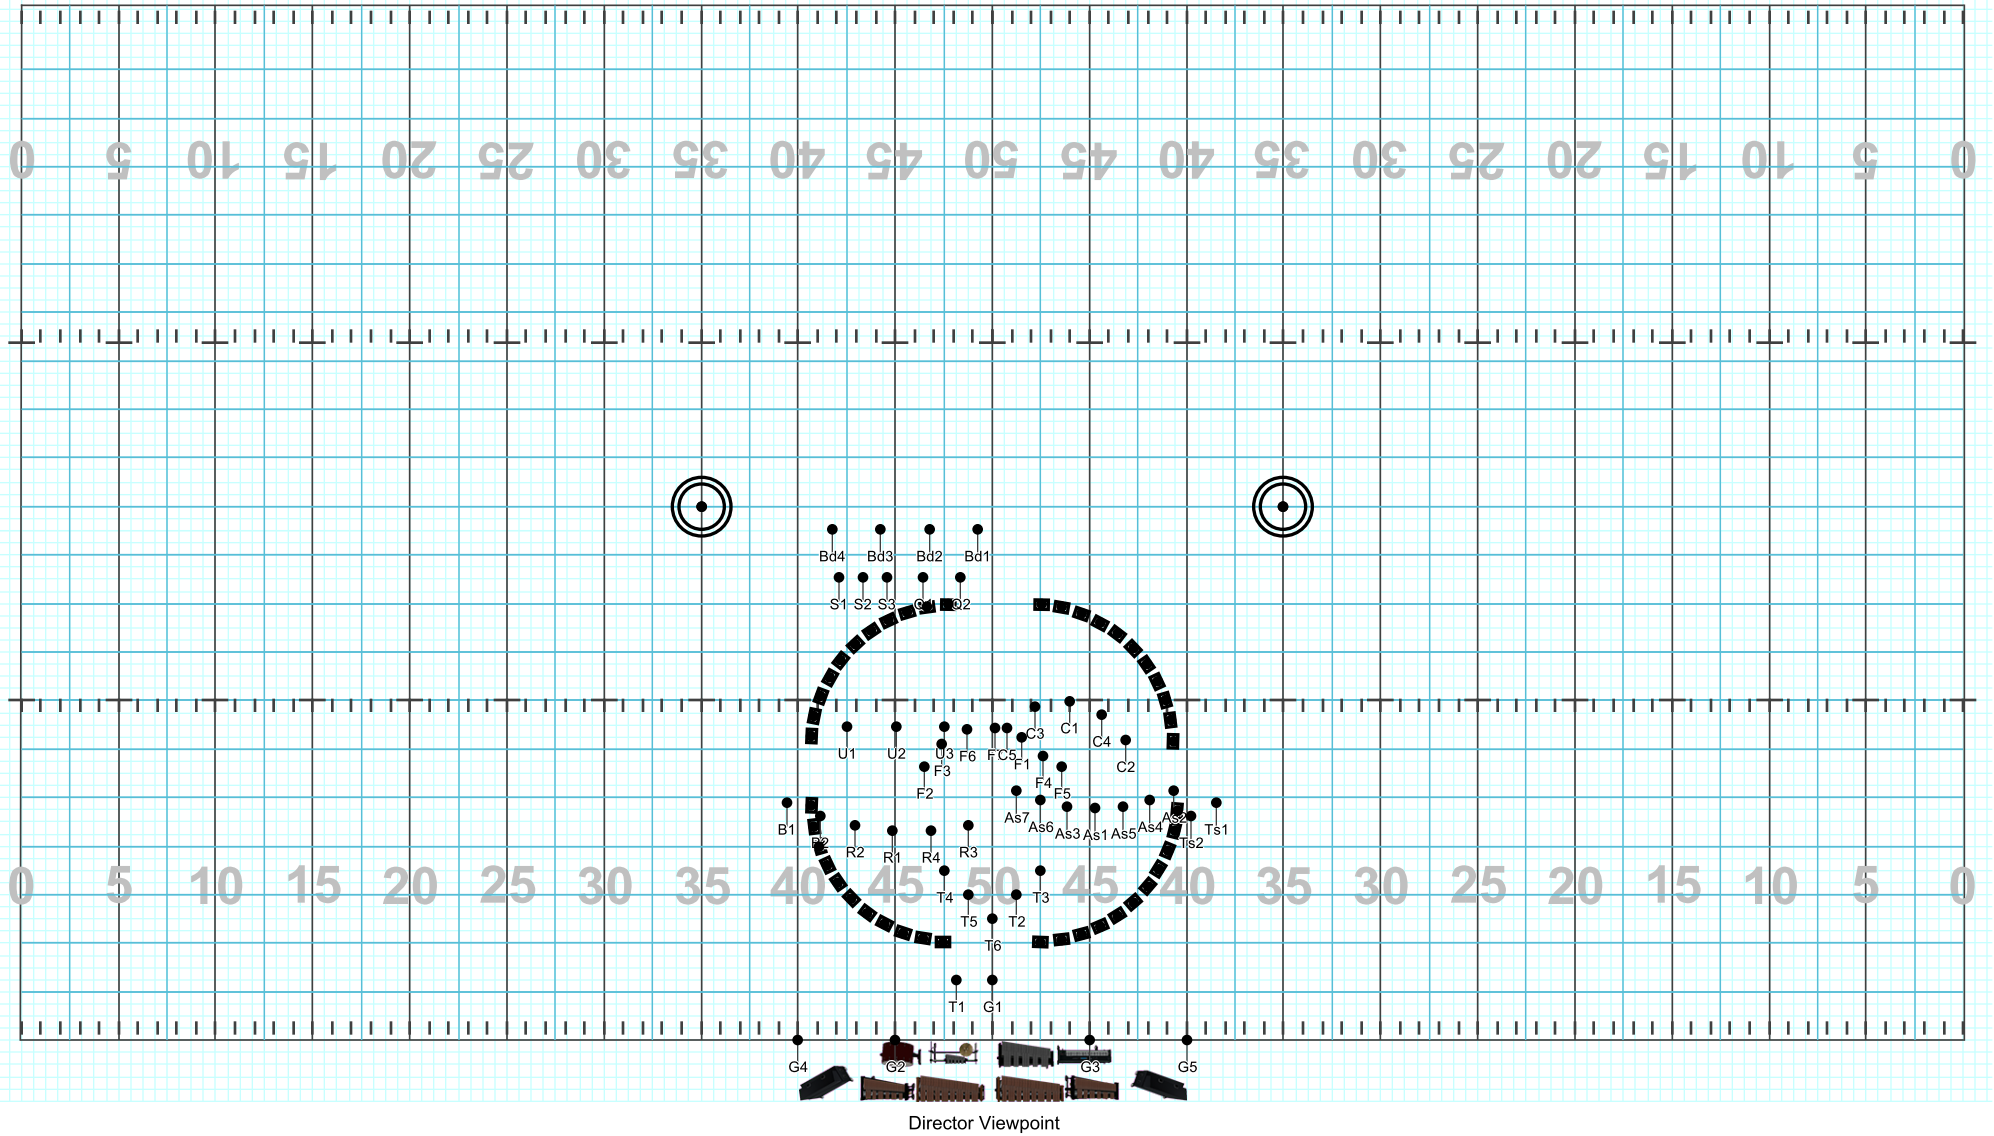 0 5 10 15 20 25 30 35 40 45 50 45 40 35 30 25 20 15 10 5 0
Bd4 Bd3 Bd2 Bd1
S1 S2 S3 Q1 Q2
C3 C1 C4
U1 U2 U3 F6 C5 F1 C2
F3 F4
F2 F5
B1 As7 As6 As3 As1 As5 As4 As2 Ts1
R2 R1 R4 R3 Ts2
0 5 10 15 20 25 30 35 40 45 50 45 40 35 30 25 20 15 10 5 0
T4 T3
T5 T2
T6
T1 G1
G4 G2 G3 G5
Director Viewpoint